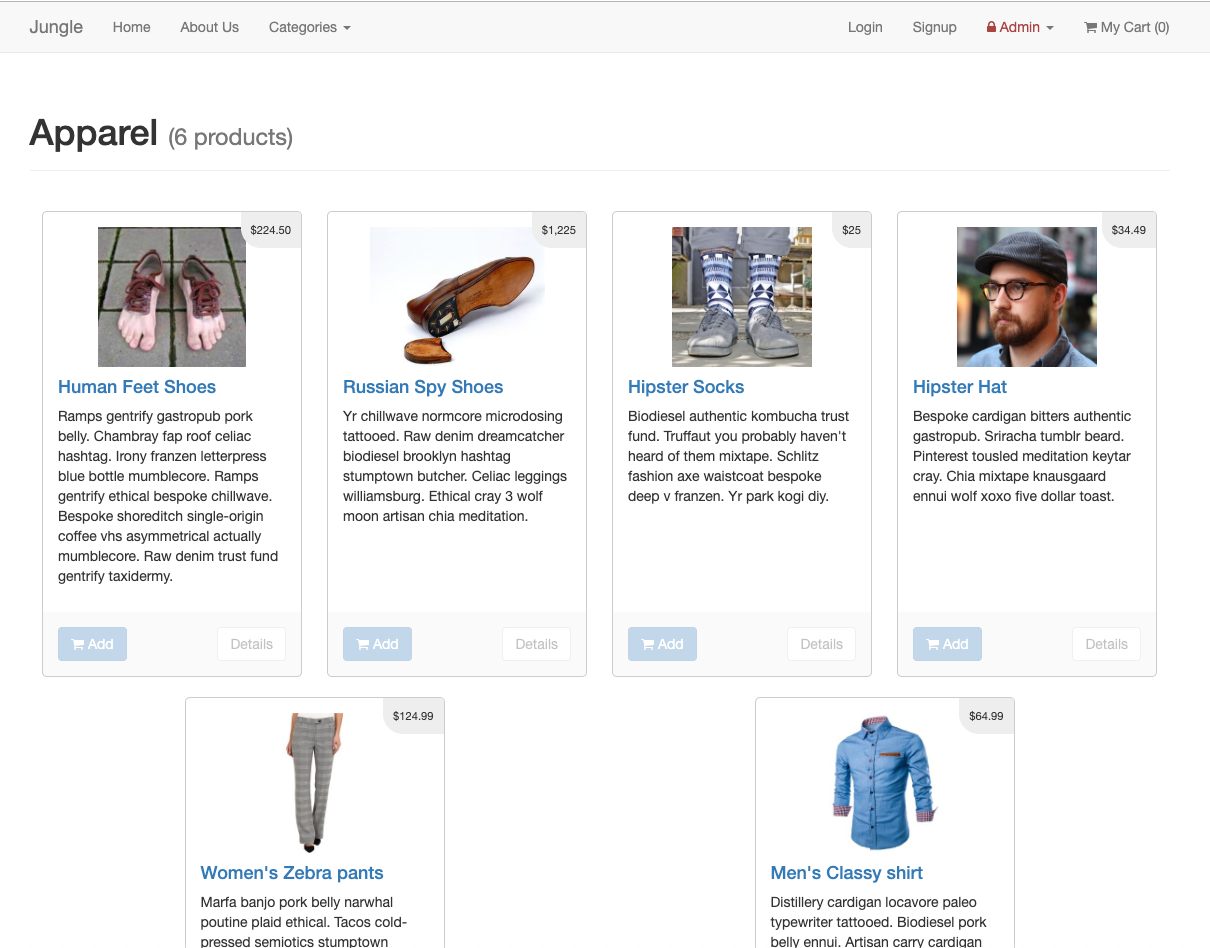 Jungle Home About Us Categories Login Signup Admin My Cart (0)
Apparel (6 products)
$224.50
Human Feet Shoes
Ramps gentrify gastropub pork
belly. Chambray fap roof celiac
hashtag. Irony franzen letterpress
blue bottle mumblecore. Ramps
gentrify ethical bespoke chillwave.
Bespoke shoreditch single-origin
coffee vhs asymmetrical actually
mumblecore. Raw denim trust fund
gentrify taxidermy.
Add Details
$1,225
Russian Spy Shoes
Yr chillwave normcore microdosing
tattooed. Raw denim dreamcatcher
biodiesel brooklyn hashtag
stumptown butcher. Celiac leggings
williamsburg. Ethical cray 3 wolf
moon artisan chia meditation.
Add Details
$25
Hipster Socks
Biodiesel authentic kombucha trust
fund. Truffaut you probably haven't
heard of them mixtape. Schlitz
fashion axe waistcoat bespoke
deep v franzen. Yr park kogi diy.
Add Details
$34.49
Hipster Hat
Bespoke cardigan bitters authentic
gastropub. Sriracha tumblr beard.
Pinterest tousled meditation keytar
cray. Chia mixtape knausgaard
ennui wolf xoxo five dollar toast.
Add Details
$124.99
Women's Zebra pants
Marfa banjo pork belly narwhal
poutine plaid ethical. Tacos cold-
pressed semiotics stumptown
$64.99
Men's Classy shirt
Distillery cardigan locavore paleo
typewriter tattooed. Biodiesel pork
belly ennui. Artisan carry cardigan